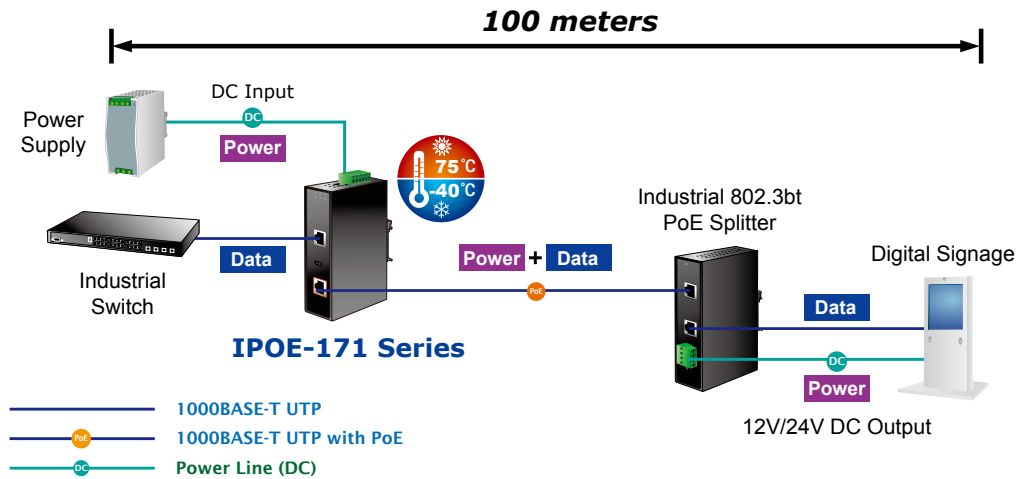 100 meters
DC Input
Power
Supply
DC
Power
75°C
-40°C
Industrial 802.3bt
PoE Splitter
Data
Power + Data
Digital Signage
Industrial
Switch
PoE
Data
IPOE-171 Series
DC
Power
12V/24V DC Output
1000BASE-T UTP
PoE
1000BASE-T UTP with PoE
DC
Power Line (DC)